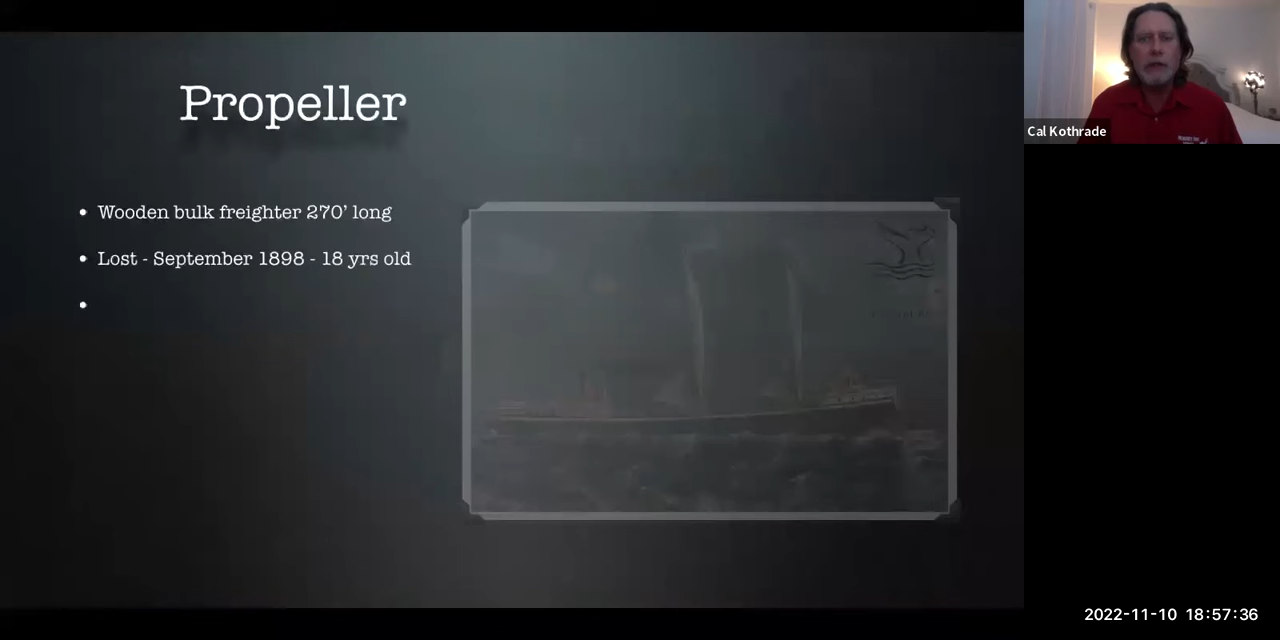 Propeller
• Wooden bulk freighter 270’ long
• Lost - September 1898 - 18 yrs old
•
Cal Kothrade
2022-11-10 18:57:36